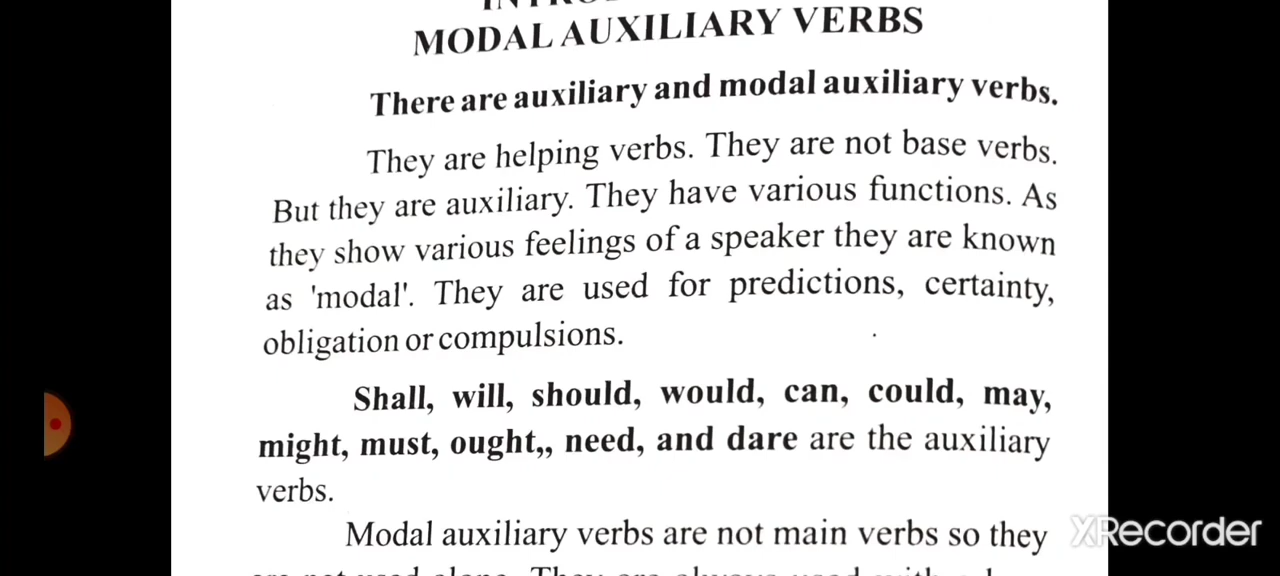 MODAL AUXILIARY VERBS
There are auxiliary and modal auxiliary verbs.
They are helping verbs. They are not base verbs.
But they are auxiliary. They have various functions. As
they show various feelings of a speaker they are known
as 'modal'. They are used for predictions, certainty,
obligation or compulsions.
Shall, will, should, would, can, could, may,
might, must, ought,, need, and dare are the auxiliary
verbs.
Modal auxiliary verbs are not main verbs so they
XRecorder